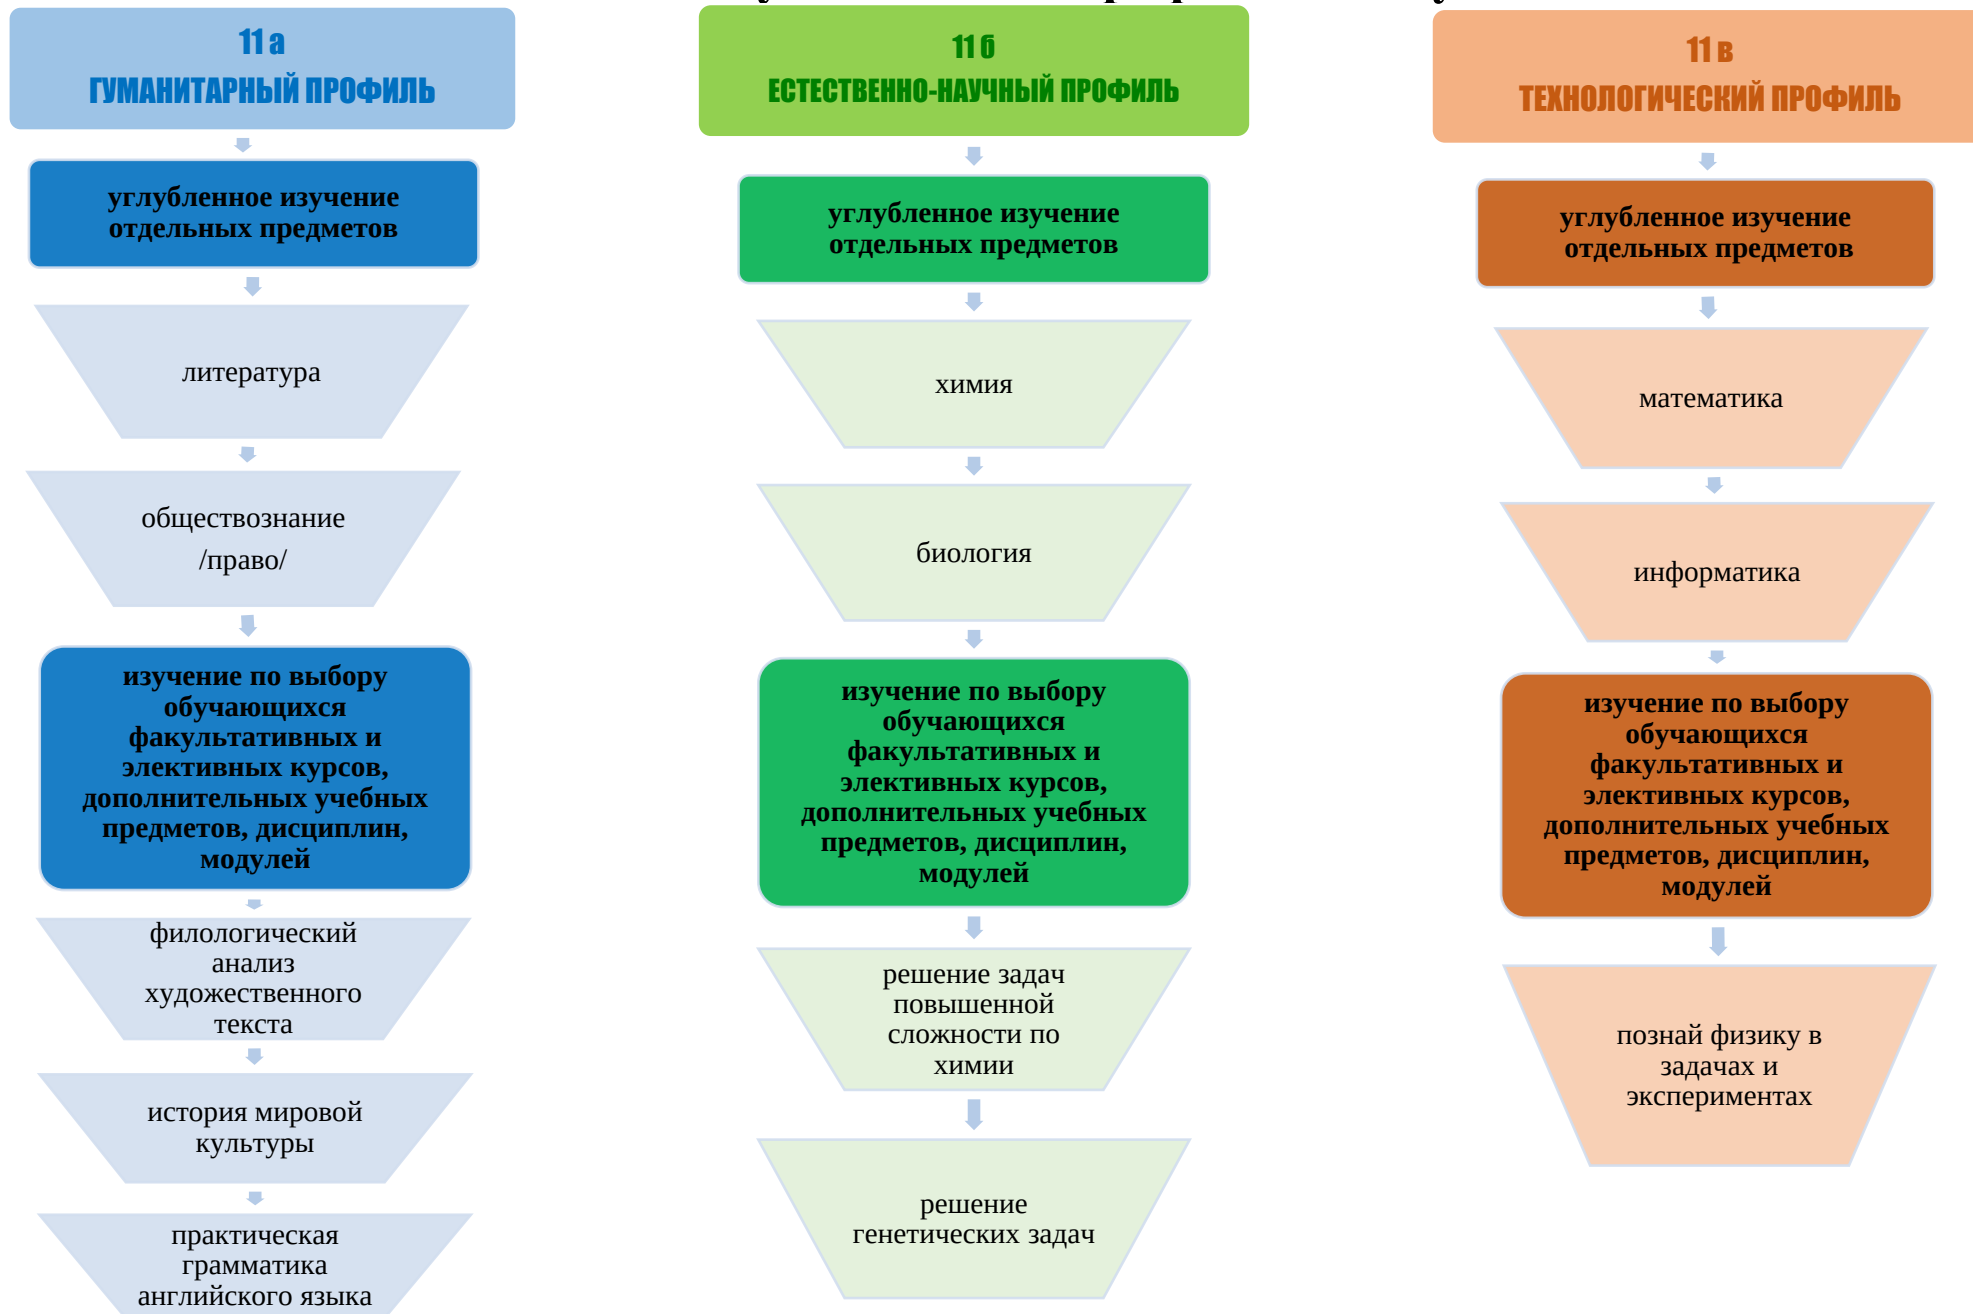 11 а
ГУМАНИТАРНЫЙ ПРОФИЛЬ
углубленное изучение
отдельных предметов
литература
обществознание
/право/
изучение по выбору
обучающихся
факультативных и
элективных курсов,
дополнительных учебных
предметов, дисциплин,
модулей
филологический
анализ
художественного
текста
история мировой
культуры
практическая
грамматика
английского языка
11 б
ЕСТЕСТВЕННО-НАУЧНЫЙ ПРОФИЛЬ
углубленное изучение
отдельных предметов
химия
биология
изучение по выбору
обучающихся
факультативных и
элективных курсов,
дополнительных учебных
предметов, дисциплин,
модулей
решение задач
повышенной
сложности по
химии
решение
генетических задач
11 в
ТЕХНОЛОГИЧЕСКИЙ ПРОФИЛЬ
углубленное изучение
отдельных предметов
математика
информатика
изучение по выбору
обучающихся
факультативных и
элективных курсов,
дополнительных учебных
предметов, дисциплин,
модулей
познай физику в
задачах и
экспериментах